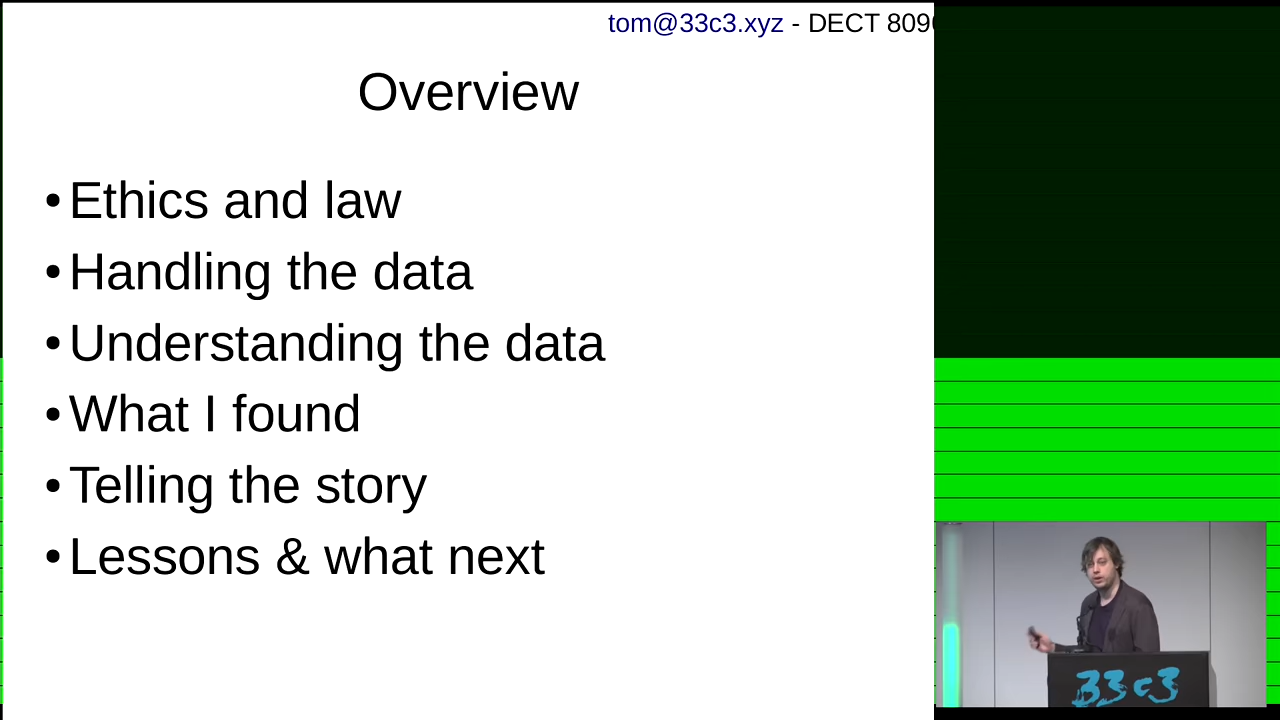 tom@33c3.xyz - DECT 809
Overview
• Ethics and law
• Handling the data
• Understanding the data
• What I found
• Telling the story
• Lessons & what next
33c3